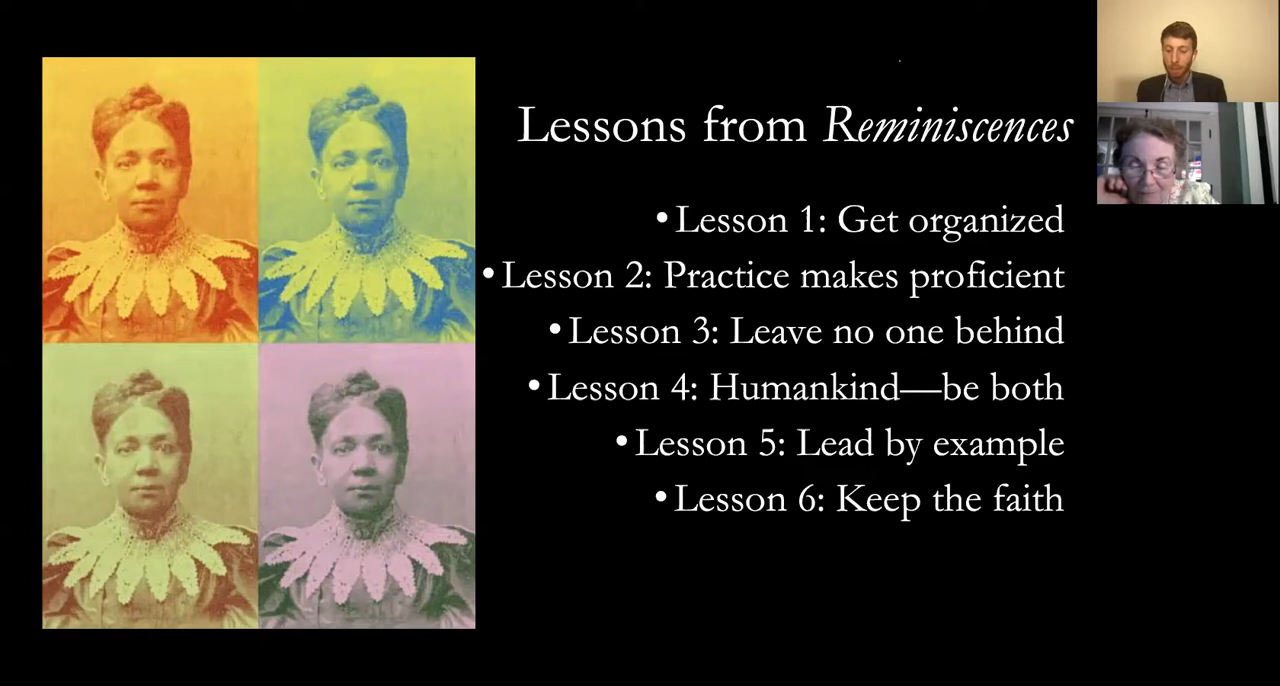 Lessons from Reminiscences
• Lesson 1: Get organized
• Lesson 2: Practice makes proficient
• Lesson 3: Leave no one behind
• Lesson 4: Humankind—be both
• Lesson 5: Lead by example
• Lesson 6: Keep the faith